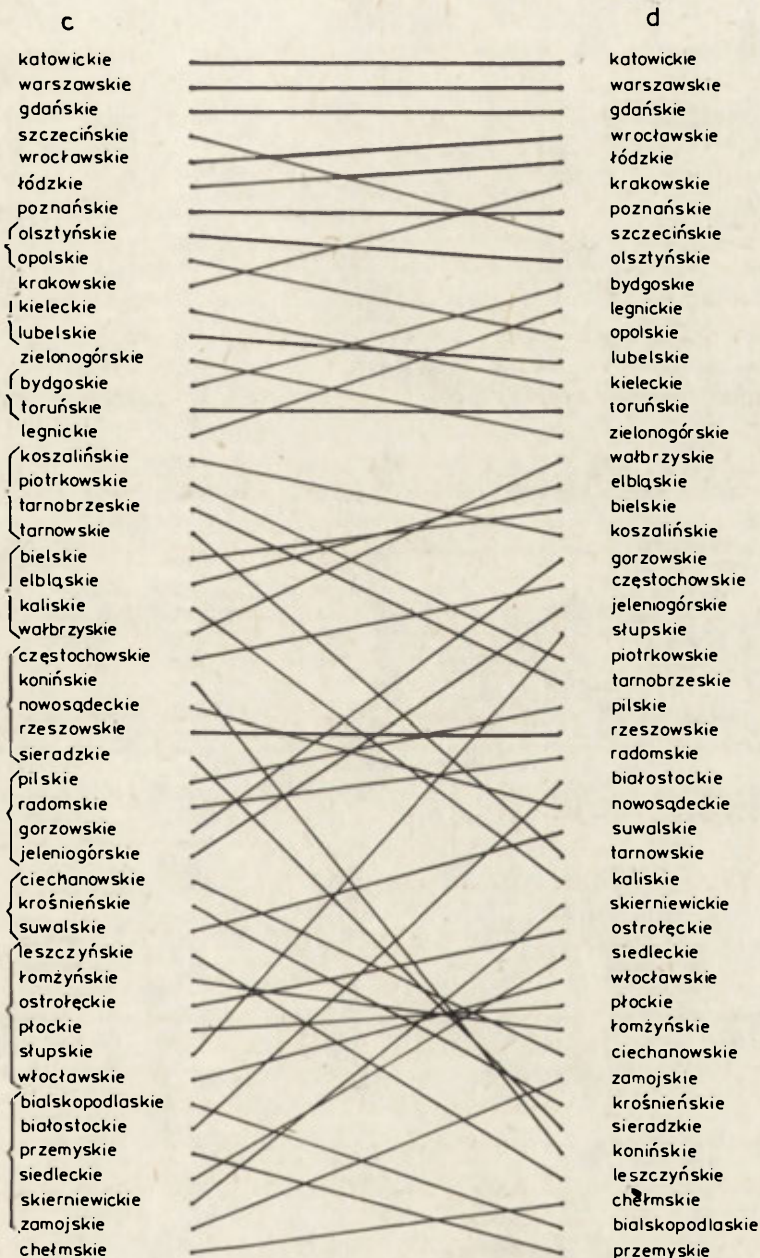 c d
katowickie katowickie
warszawskie warszawskie
gdańskie gdańskie
szczecińskie wrocławskie
wrocławskie łódzkie
łódzkie krakowskie
poznańskie poznańskie
olsztyńskie szczecińskie
opolskie olsztyńskie
krakowskie bydgoskie
kieleckie legnickie
lubelskie opolskie
zielonogórskie lubelskie
bydgoskie kieleckie
toruńskie toruńskie
legnickie zielonogórskie
koszalińskie wałbrzyskie
piotrkowskie elbląskie
tarnobrzeskie bielskie
tarnowskie koszalińskie
bielskie gorzowskie
elbląskie częstochowskie
kaliskie jeleniogórskie
wałbrzyskie słupskie
częstochowskie piotrkowskie
konińskie tarnobrzeskie
nowosądeckie pilskie
rzeszowskie rzeszowskie
sieradzkie radomskie
pilskie białostockie
radomskie nowosądeckie
gorzowskie suwalskie
jeleniogórskie tarnowskie
ciechanowskie kaliskie
krośnieńskie skierniewickie
suwalskie ostrołęckie
leszczyńskie siedleckie
łomżyńskie włocławskie
ostrołęckie płockie
płockie łomżyńskie
słupskie ciechanowskie
włocławskie zamojskie
bialskopodlaskie krośnieńskie
białostockie sieradzkie
przemyskie konińskie
siedleckie leszczyńskie
skierniewickie chełmskie
zamojskie bialskopodlaskie
chełmskie przemyskie